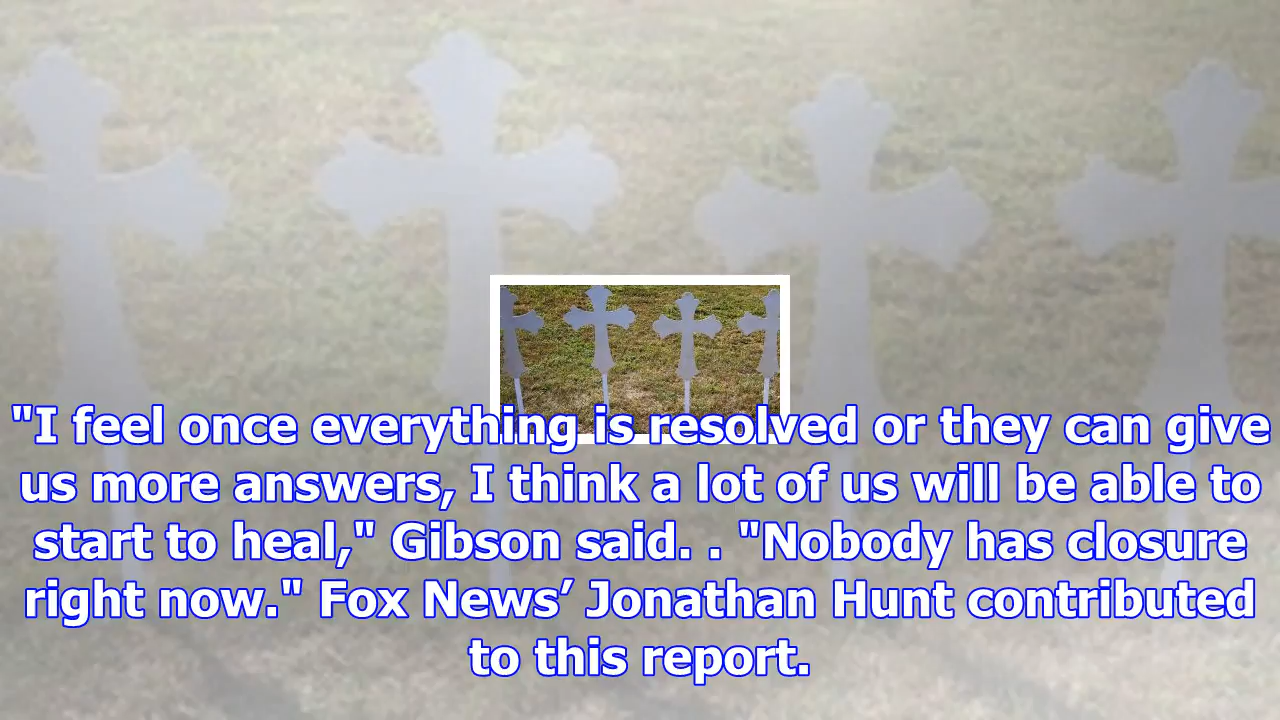 "I feel once everything is resolved or they can give
us more answers, I think a lot of us will be able to
start to heal," Gibson said. . "Nobody has closure
right now." Fox News’ Jonathan Hunt contributed
to this report.